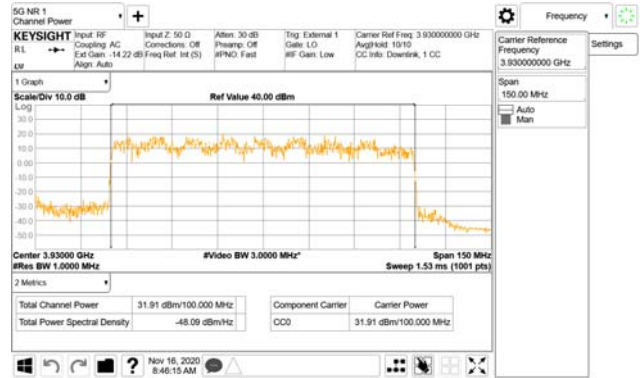 5G NR 1
Channel Power
Frequency
KEYSIGHT
RL
Input: RF
Coupling: AC
Ext Gain: -14.22 dB
Align: Auto
Input Z: 50 Ω
Corrections: Off
Freq Ref: Int (S)
Atten: 30 dB
Preamp: Off
#PNO: Fast
Trig: External 1
Gate: LO
#IF Gain: Low
Carrier Ref Freq: 3.930000000 GHz
Avg|Hold: 10/10
CC Info: Downlink, 1 CC
Carrier Reference
Frequency
3.930000000 GHz
Settings
Span
150.00 MHz
Auto
Man
1 Graph
Scale/Div 10.0 dB
Ref Value 40.00 dBm
Log
30.0
20.0
10.0
0.00
-10.0
-20.0
-30.0
-40.0
-50.0
Center 3.93000 GHz
#Video BW 3.0000 MHz*
Span 150 MHz
#Res BW 1.0000 MHz
Sweep 1.53 ms (1001 pts)
2 Metrics
Total Channel Power 31.91 dBm/100.000 MHz
Total Power Spectral Density -48.09 dBm/Hz
Component Carrier Carrier Power
CC0 31.91 dBm/100.000 MHz
?
Nov 16, 2020
8:46:15 AM